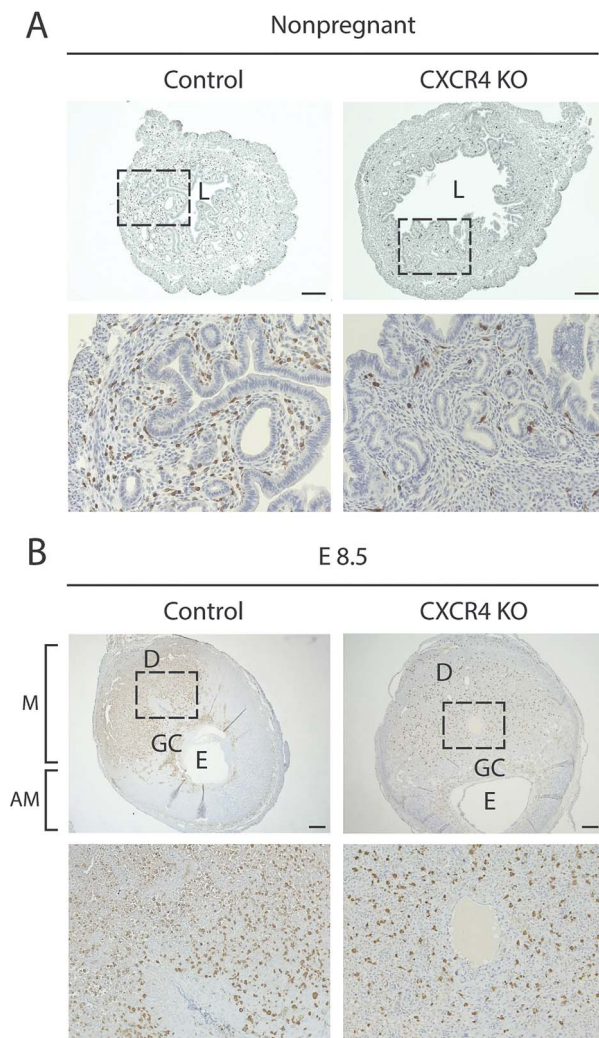 A
Nonpregnant
Control
CXCR4 KO
L
L
B
E 8.5
Control
CXCR4 KO
M
AM
D
GC
E
D
GC
E